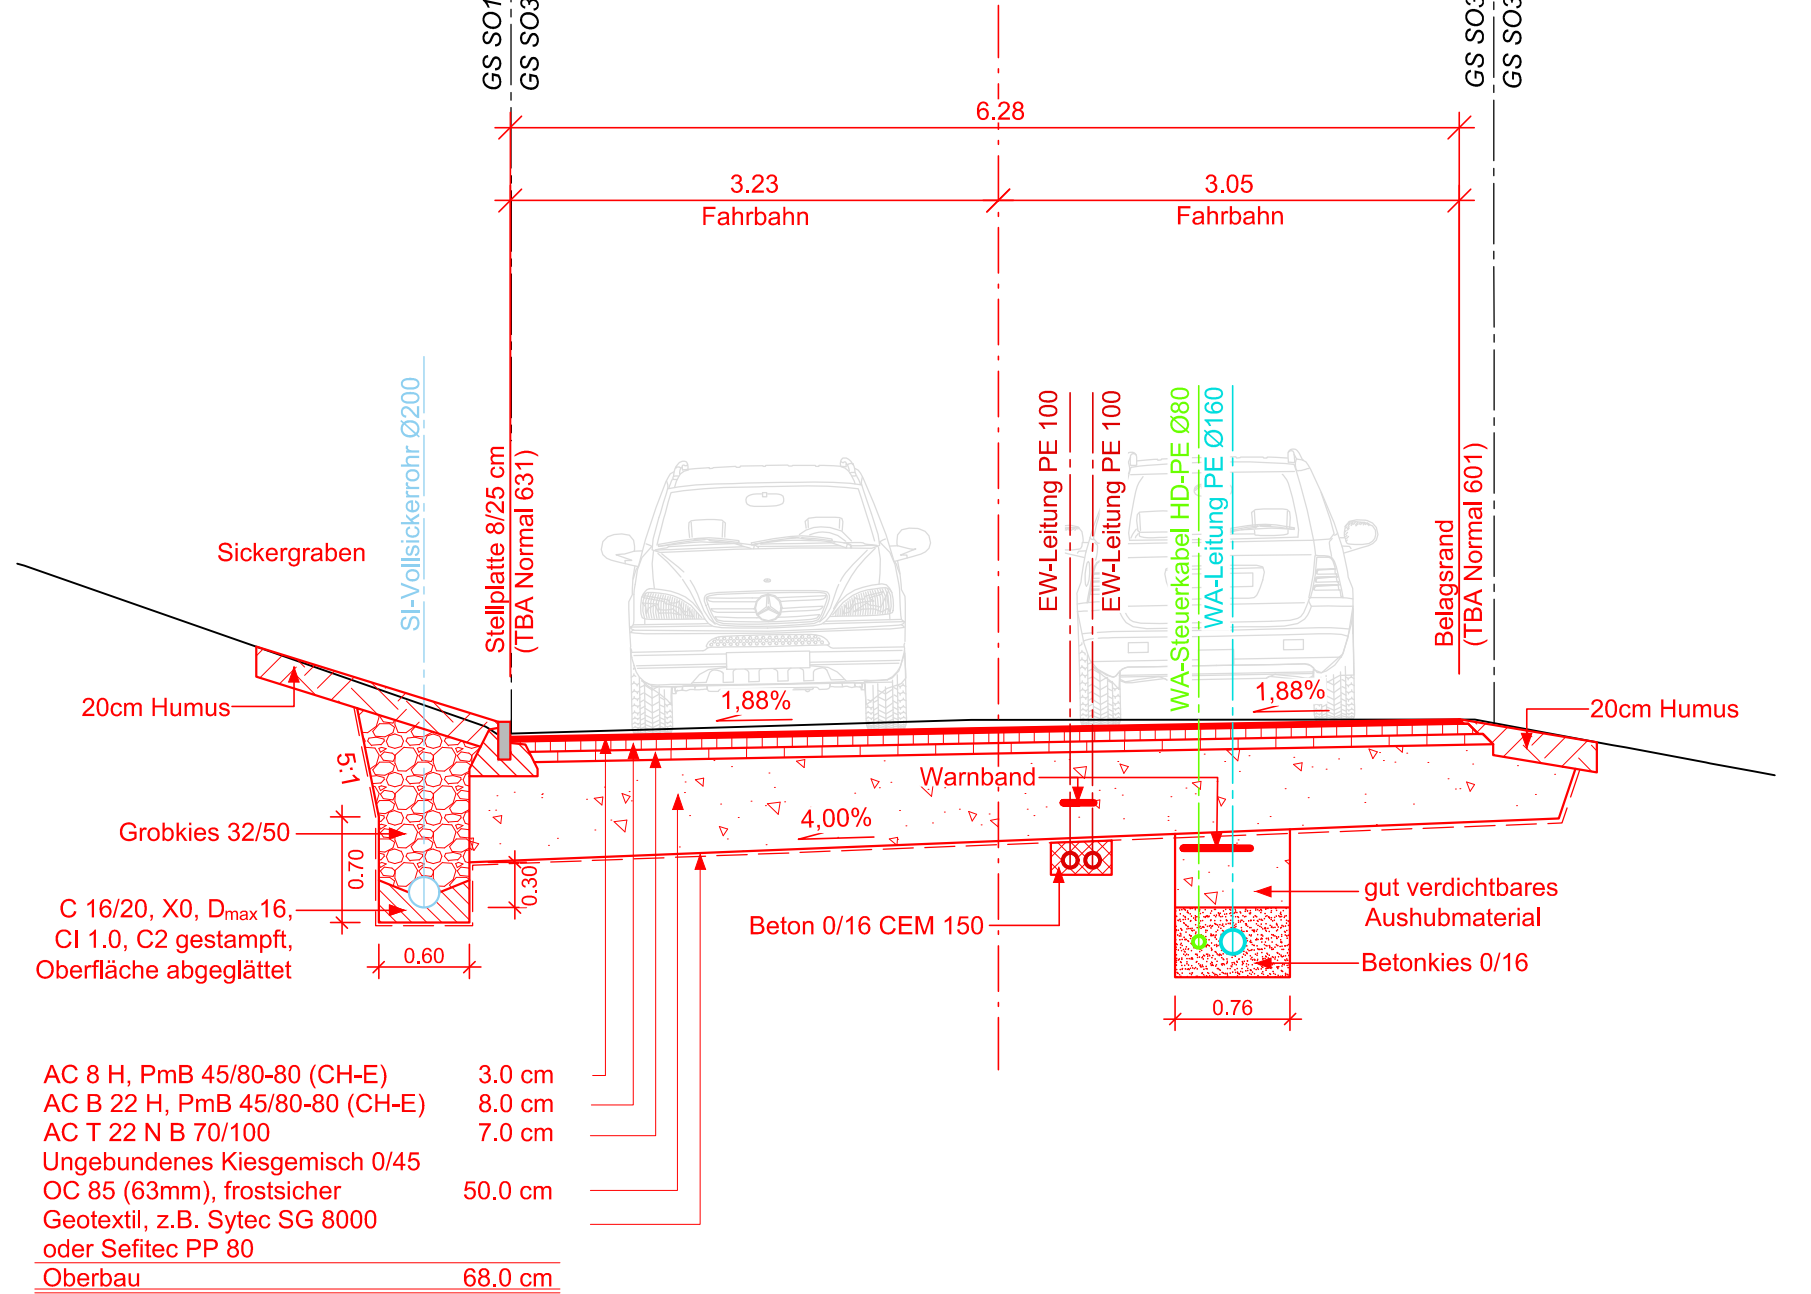 GS SO1
GS SO3
GS SO3
GS SO3
6.28
3.23
Fahrbahn
3.05
Fahrbahn
SI-Vollsickerrohr Ø200
Stellplatte 8/25 cm
(TBA Normal 631)
EW-Leitung PE 100
EW-Leitung PE 100
WA-Steuerkabel HD-PE Ø80
WA-Leitung PE Ø160
Belagsrand
(TBA Normal 601)
Sickergraben
20cm Humus
1,88%
1,88%
20cm Humus
5:1
Warnband
Grobkies 32/50
4,00%
0.70
0.30
C 16/20, X0, Dmax16,
Cl 1.0, C2 gestampft,
Oberfläche abgeglättet
0.60
Beton 0/16 CEM 150
gut verdichtbares
Aushubmaterial
Betonkies 0/16
0.76
AC 8 H, PmB 45/80-80 (CH-E) 3.0 cm
AC B 22 H, PmB 45/80-80 (CH-E) 8.0 cm
AC T 22 N B 70/100 7.0 cm
Ungebundenes Kiesgemisch 0/45
OC 85 (63mm), frostsicher 50.0 cm
Geotextil, z.B. Sytec SG 8000
oder Sefitec PP 80
Oberbau 68.0 cm